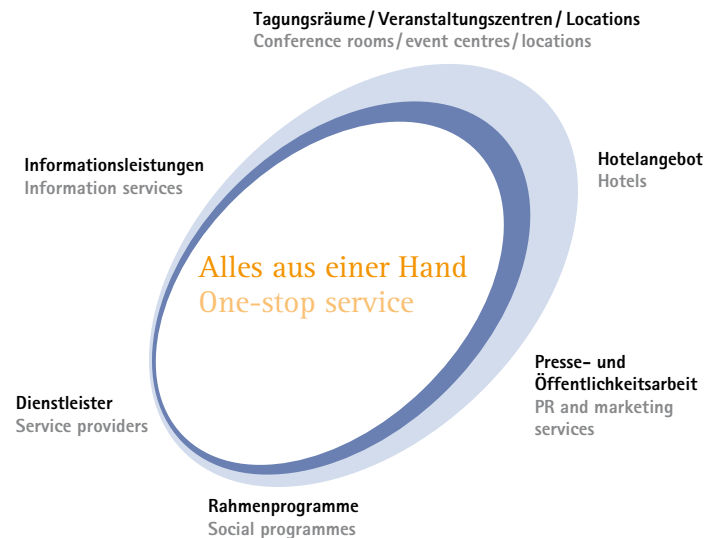 Tagungsräume/Veranstaltungszentren/Locations
Conference rooms/event centres/locations
Informationsleistungen
Information services
Hotelangebot
Hotels
Alles aus einer Hand
One-stop service
Presse- und
Öffentlichkeitsarbeit
PR and marketing
services
Dienstleister
Service providers
Rahmenprogramme
Social programmes